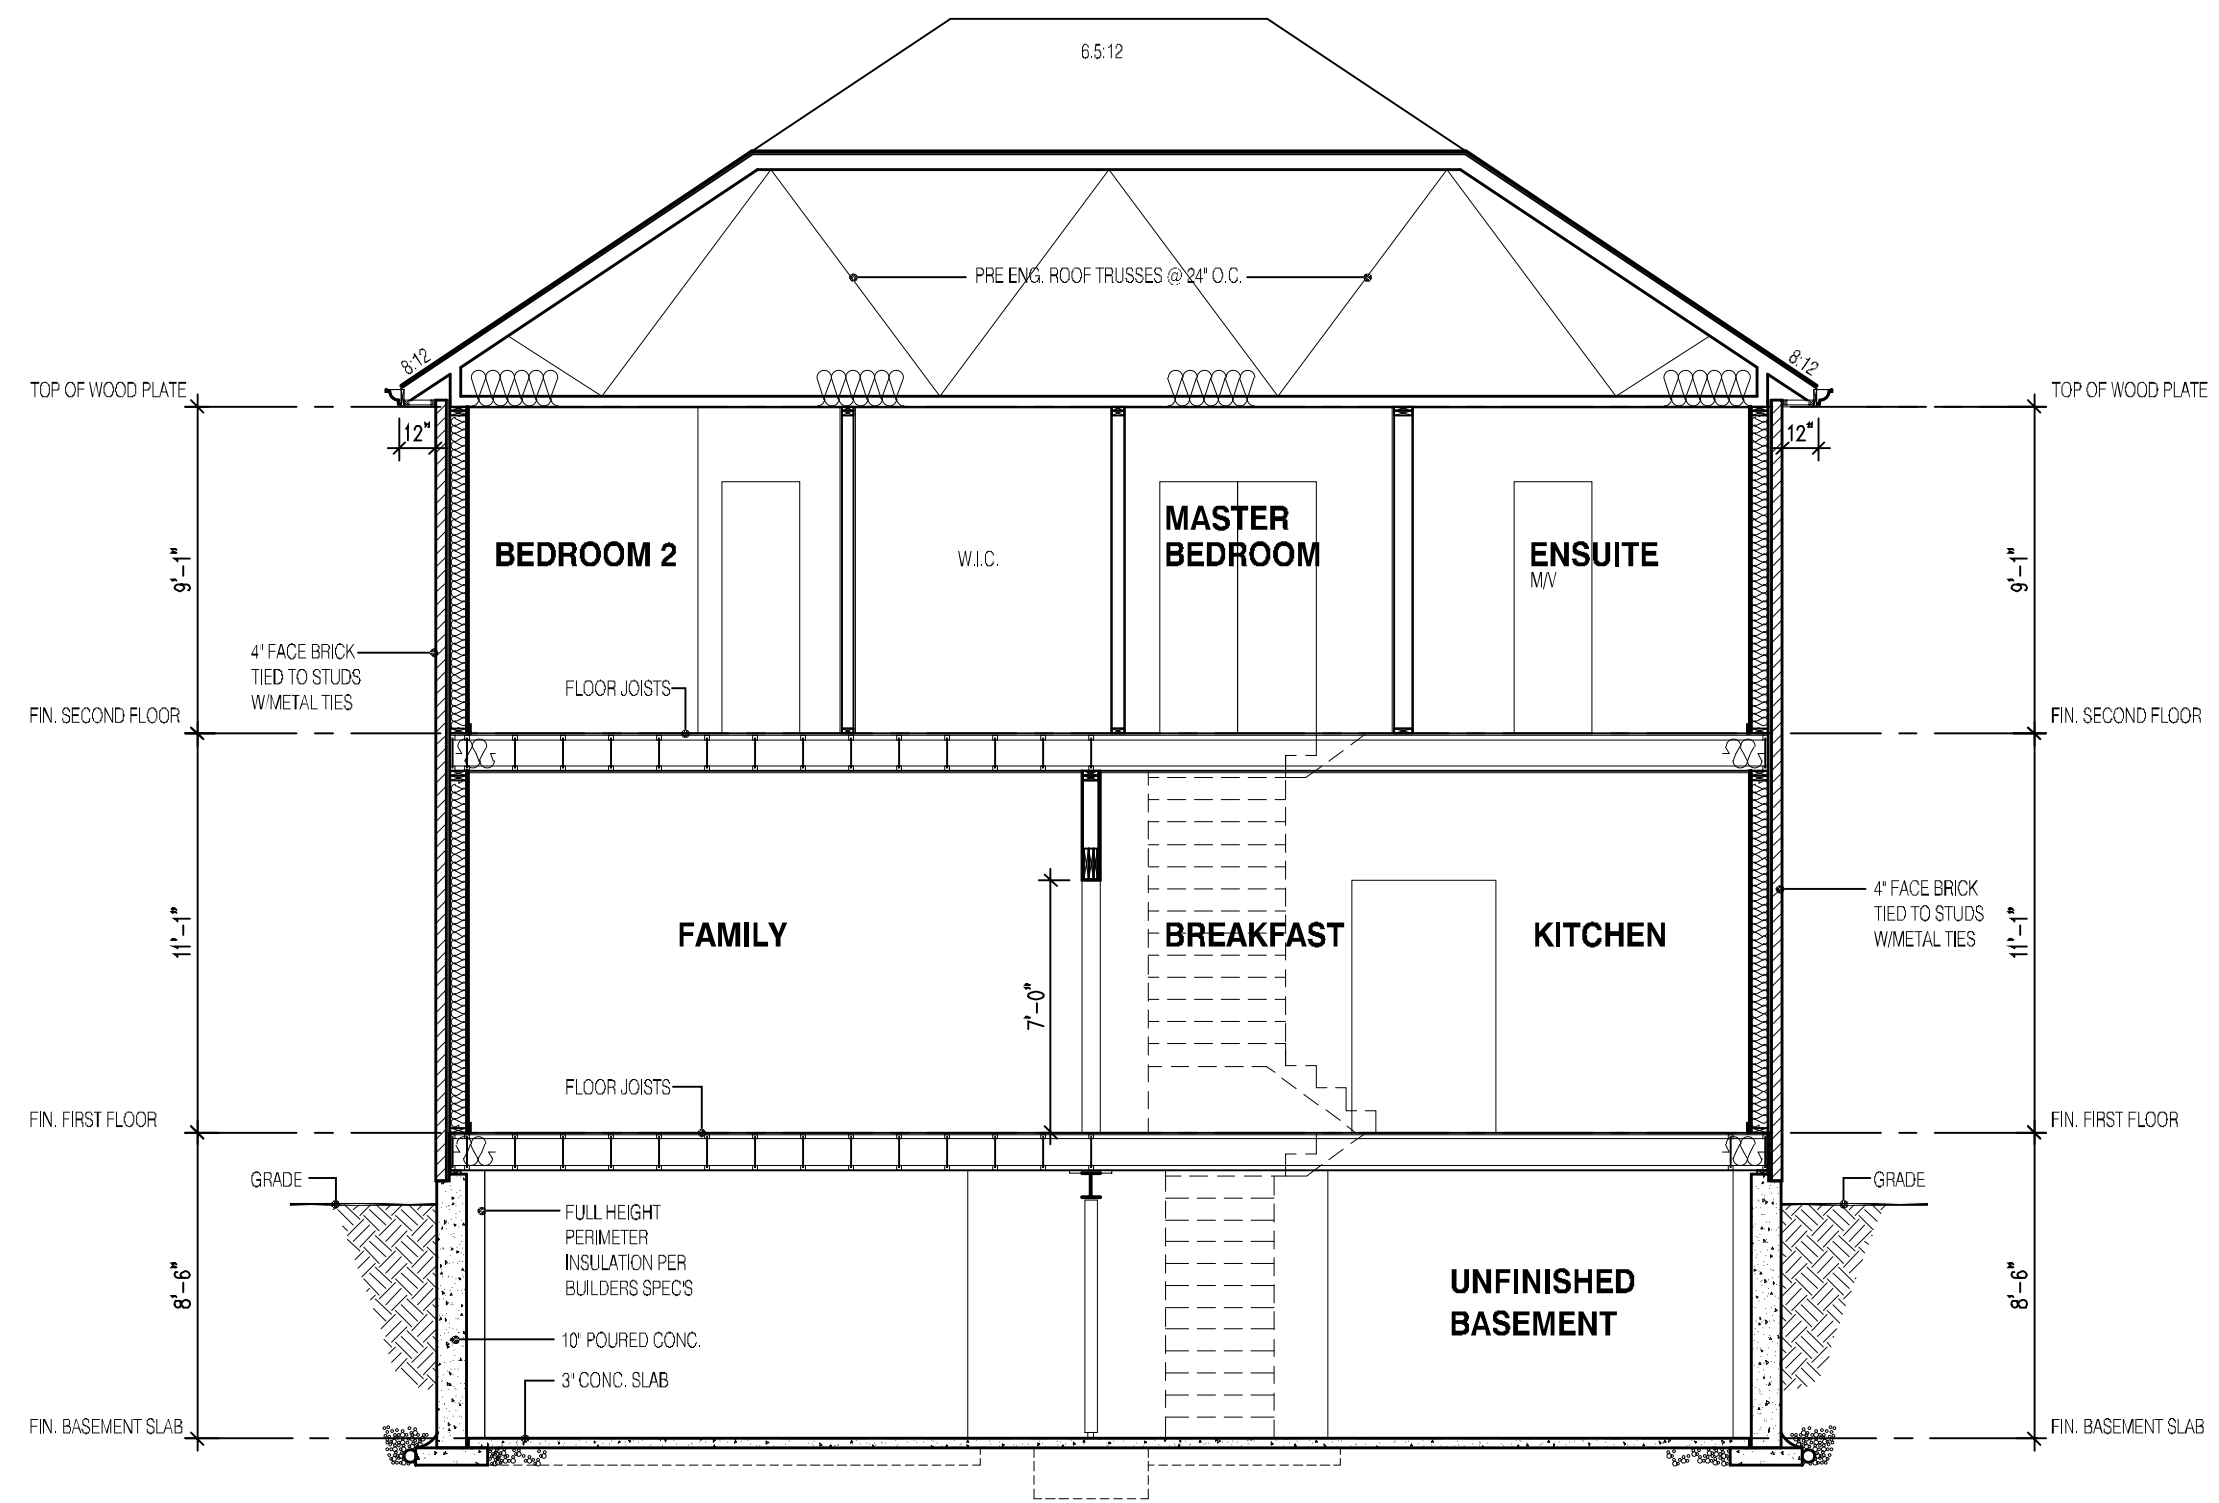 6.5:12
PRE ENG. ROOF TRUSSES @ 24" O.C.
8:12
8:12
TOP OF WOOD PLATE
TOP OF WOOD PLATE
12"
12"
MASTER
BEDROOM
BEDROOM 2
W.I.C.
ENSUITE
M/V
9'-1"
9'-1"
4" FACE BRICK
TIED TO STUDS
W/METAL TIES
FLOOR JOISTS
FIN. SECOND FLOOR
FIN. SECOND FLOOR
4" FACE BRICK
TIED TO STUDS
W/METAL TIES
11'-1"
FAMILY
BREAKFAST
KITCHEN
11'-1"
7'-0"
FLOOR JOISTS
FIN. FIRST FLOOR
FIN. FIRST FLOOR
GRADE
GRADE
FULL HEIGHT
PERIMETER
INSULATION PER
BUILDERS SPEC'S
8'-6"
UNFINISHED
BASEMENT
8'-6"
10" POURED CONC.
3" CONC. SLAB
FIN. BASEMENT SLAB
FIN. BASEMENT SLAB